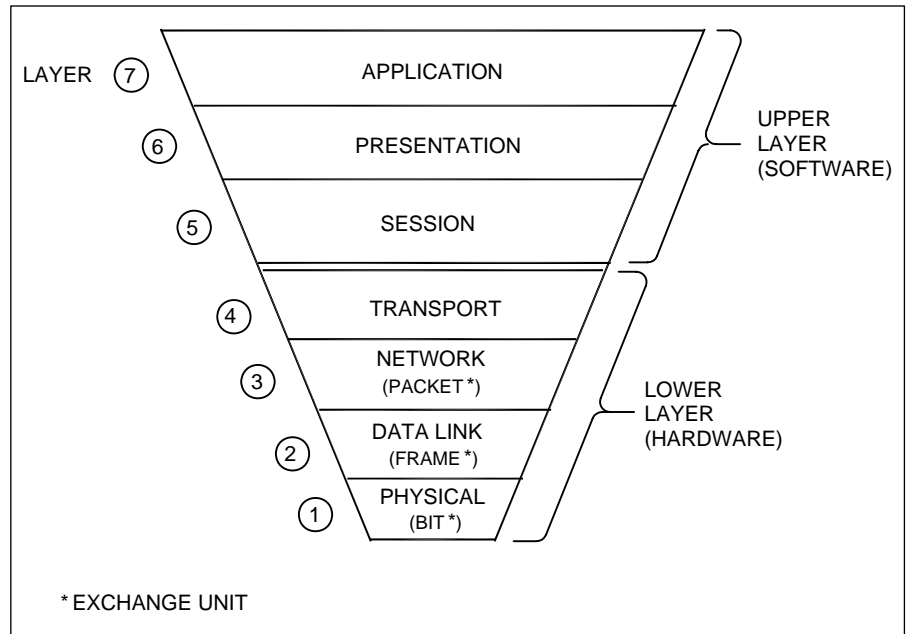 LAYER 7 APPLICATION
6 PRESENTATION
5 SESSION
UPPER
LAYER
(SOFTWARE)
4 TRANSPORT
3 NETWORK
(PACKET*)
2 DATA LINK
(FRAME*)
1 PHYSICAL
(BIT*)
LOWER
LAYER
(HARDWARE)
* EXCHANGE UNIT